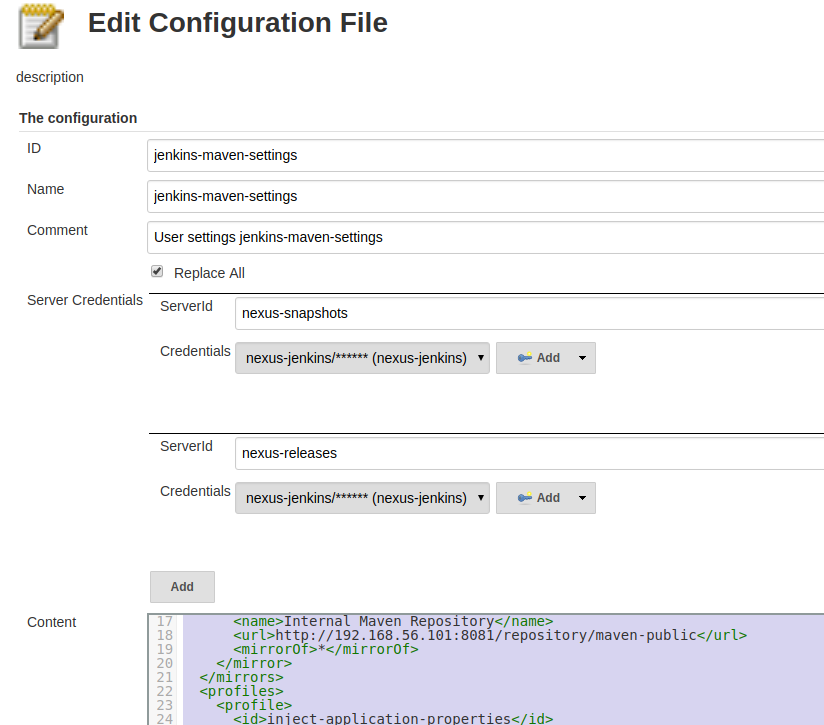 Edit Configuration File
description
The configuration
ID
jenkins-maven-settings
Name
jenkins-maven-settings
Comment
User settings jenkins-maven-settings
Replace All
Server Credentials
ServerId
nexus-snapshots
Credentials
nexus-jenkins/****** (nexus-jenkins)
Add
ServerId
nexus-releases
Credentials
nexus-jenkins/****** (nexus-jenkins)
Add
Add
Content
17 <name>Internal Maven Repository</name>
18 <url>http://192.168.56.101:8081/repository/maven-public</url>
19 <mirrorOf>*</mirrorOf>
20 </mirror>
21 </mirrors>
22 <profiles>
23 <profile>
24 <id>inject-application-properties</id>